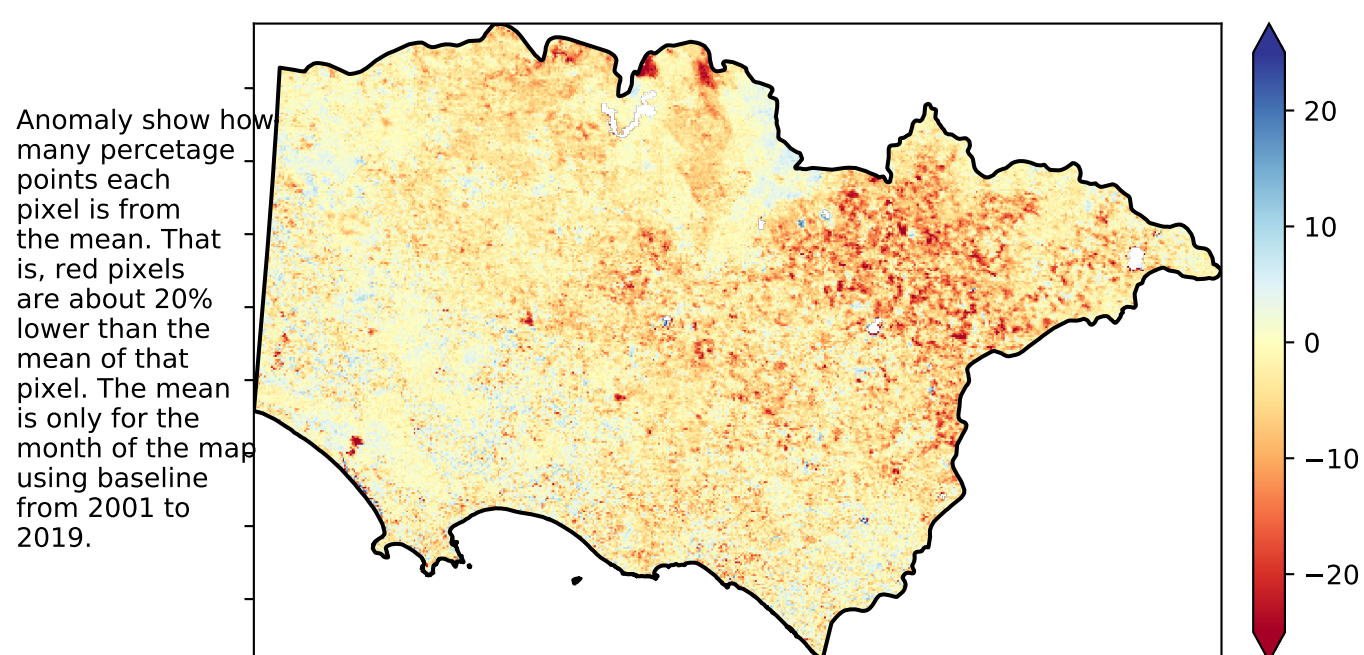 Anomaly show how
many percetage
points each
pixel is from
the mean. That
is, red pixels
are about 20%
lower than the
mean of that
pixel. The mean
is only for the
month of the map
using baseline
from 2001 to
2019.
20
10
0
−10
−20